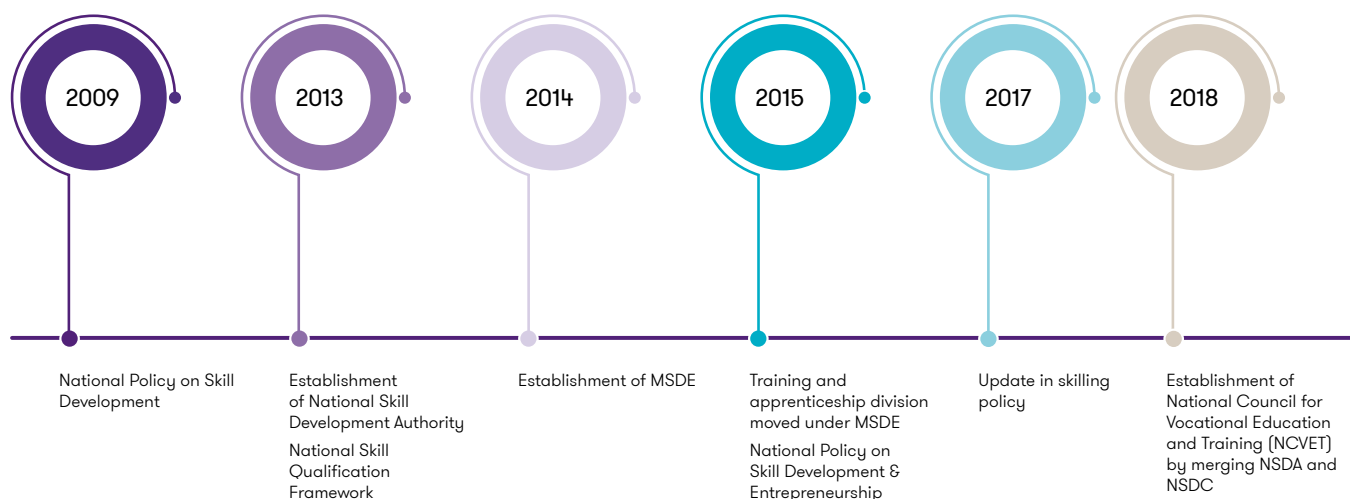 2009
2013
2014
2015
2017
2018
National Policy on Skill
Development
Establishment
of National Skill
Development Authority
National Skill
Qualification
Framework
Establishment of MSDE
Training and
apprenticeship division
moved under MSDE
National Policy on
Skill Development &
Entrepreneurship
Update in skilling
policy
Establishment of
National Council for
Vocational Education
and Training (NCVET)
by merging NSDA and
NSDC